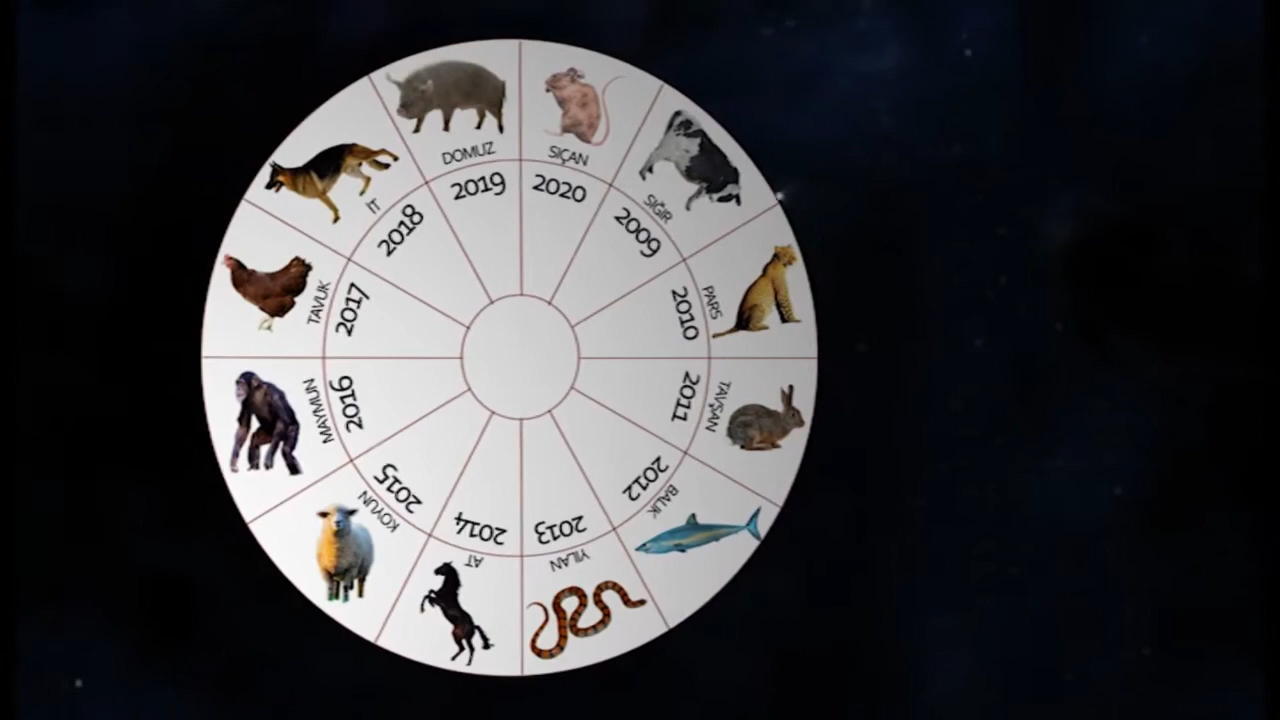 SIÇAN
2020
SIĞIR
2009
PARS
2010
TAVŞAN
2011
BALIK
2012
YILAN
2013
AT
2014
KOYUN
2015
MAYMUN
2016
TAVUK
2017
İT
2018
DOMUZ
2019